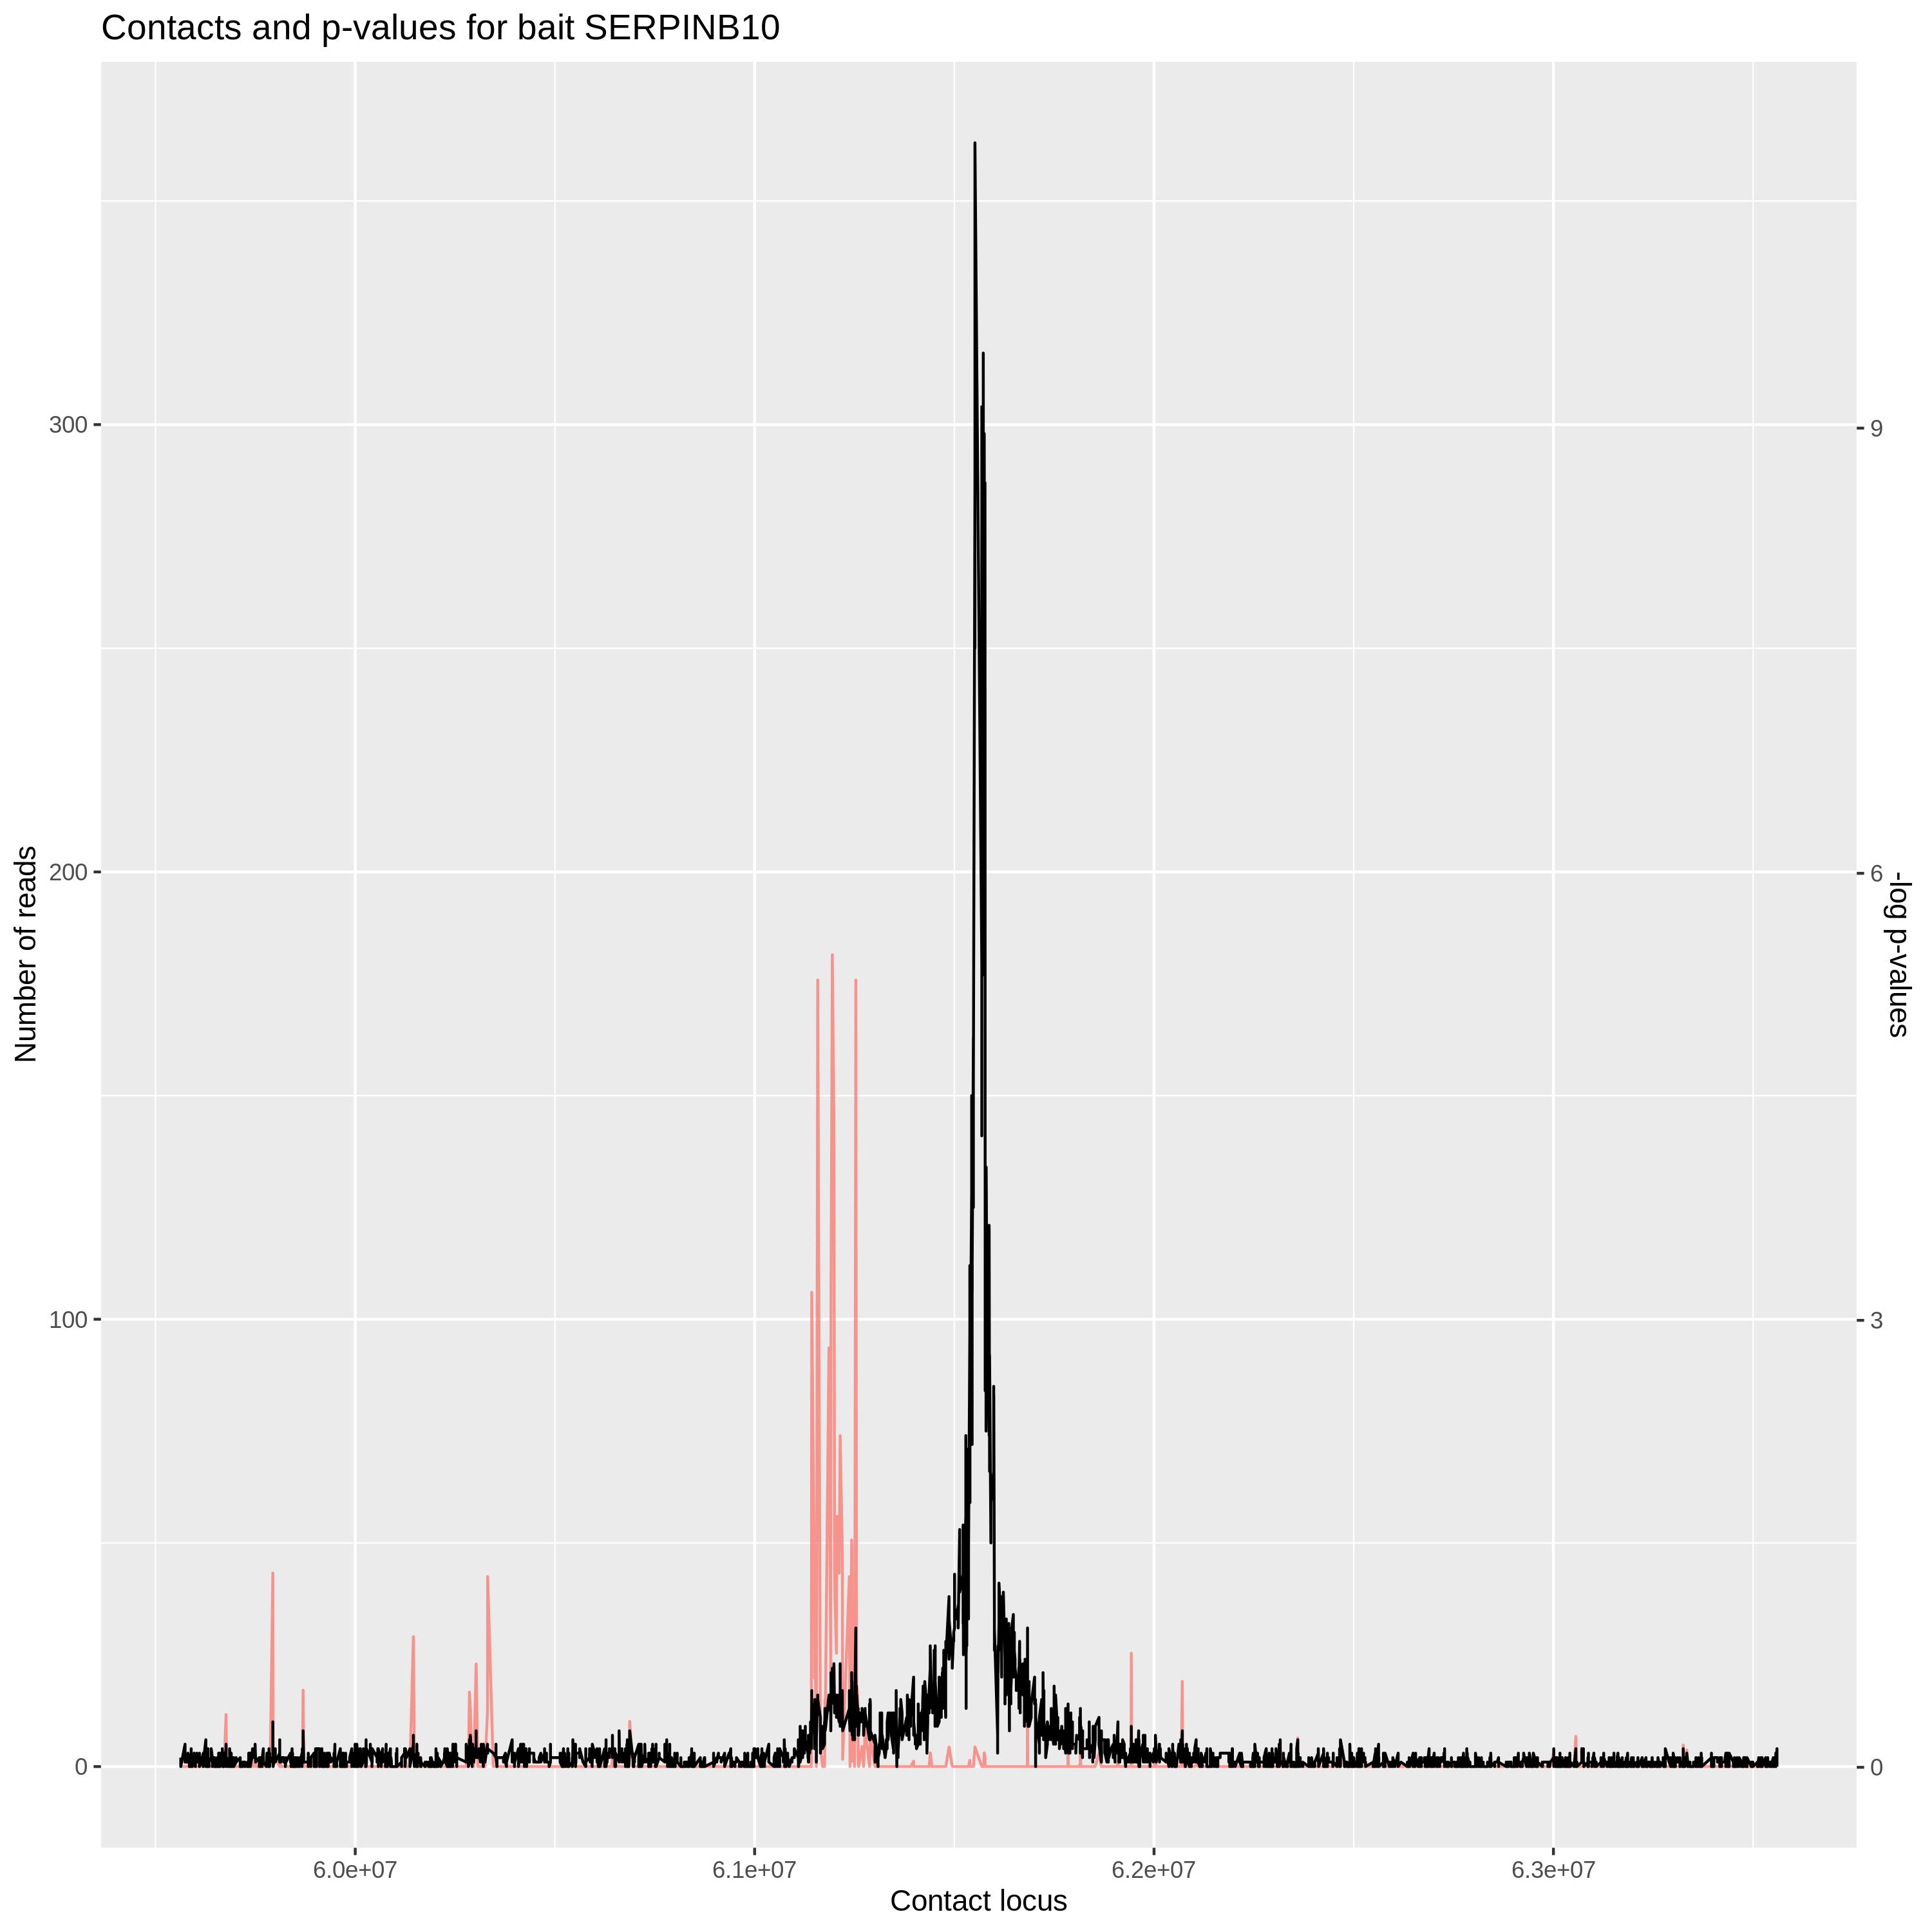 Contacts and p-values for bait SERPINB10
Number of reads
300
200
100
0
9
6
3
0
-log p-values
6.0e+07
6.1e+07
6.2e+07
6.3e+07
Contact locus